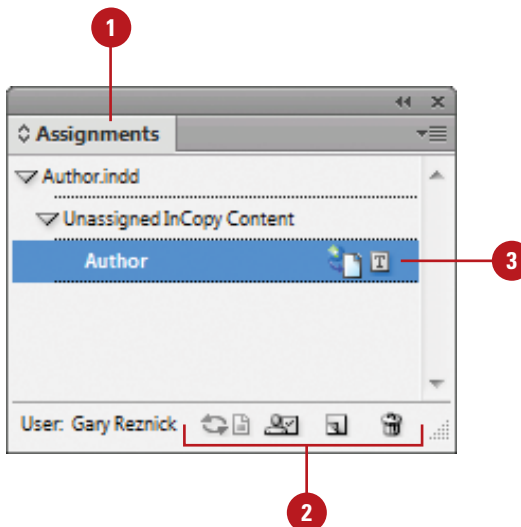 1
Assignments
Author.indd
Unassigned InCopy Content
Author
T
3
User: Gary Reznick
2